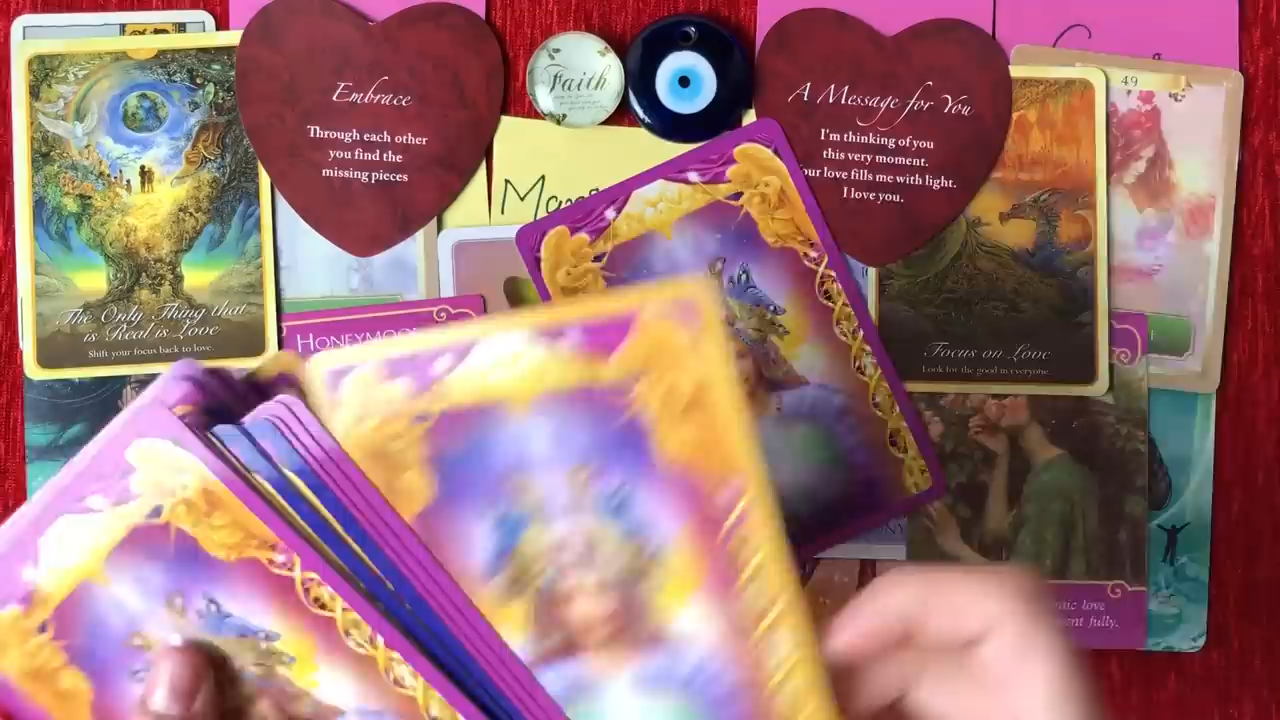 Embrace
Through each other
you find the
missing pieces
Faith
A Message for You
I'm thinking of you
this very moment.
our love fills me with light.
I love you.
49
The Only Thing that
is Real is Love
Shift your focus back to love.
HONEYMOO
Focus on Love
Look for the good in everyone.
love
fully.